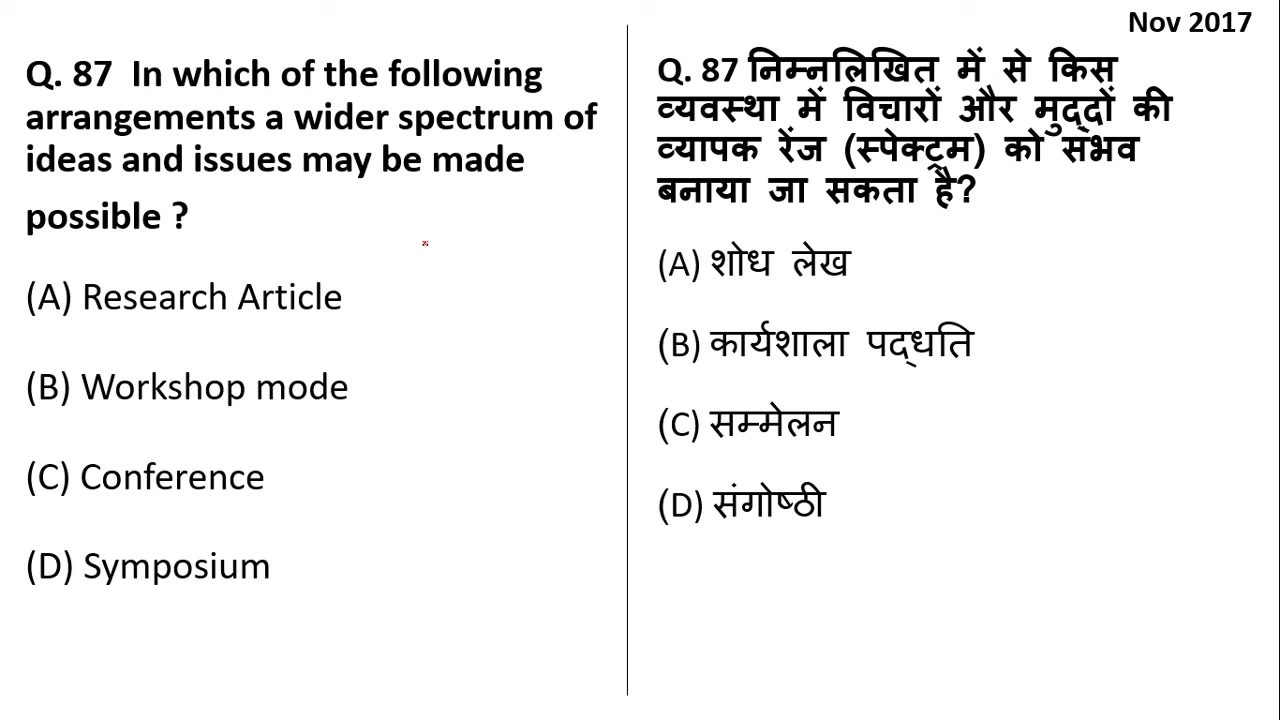 Nov 2017
Q. 87 In which of the following
arrangements a wider spectrum of
ideas and issues may be made
possible ?
(A) Research Article
(B) Workshop mode
(C) Conference
(D) Symposium
Q. 87 निम्नलिखित में से किस
व्यवस्था में विचारों और मुद्दों की
व्यापक रेंज (स्पेक्ट्रम) को संभव
बनाया जा सकता है?
(A) शोध लेख
(B) कार्यशाला पद्धति
(C) सम्मेलन
(D) संगोष्ठी